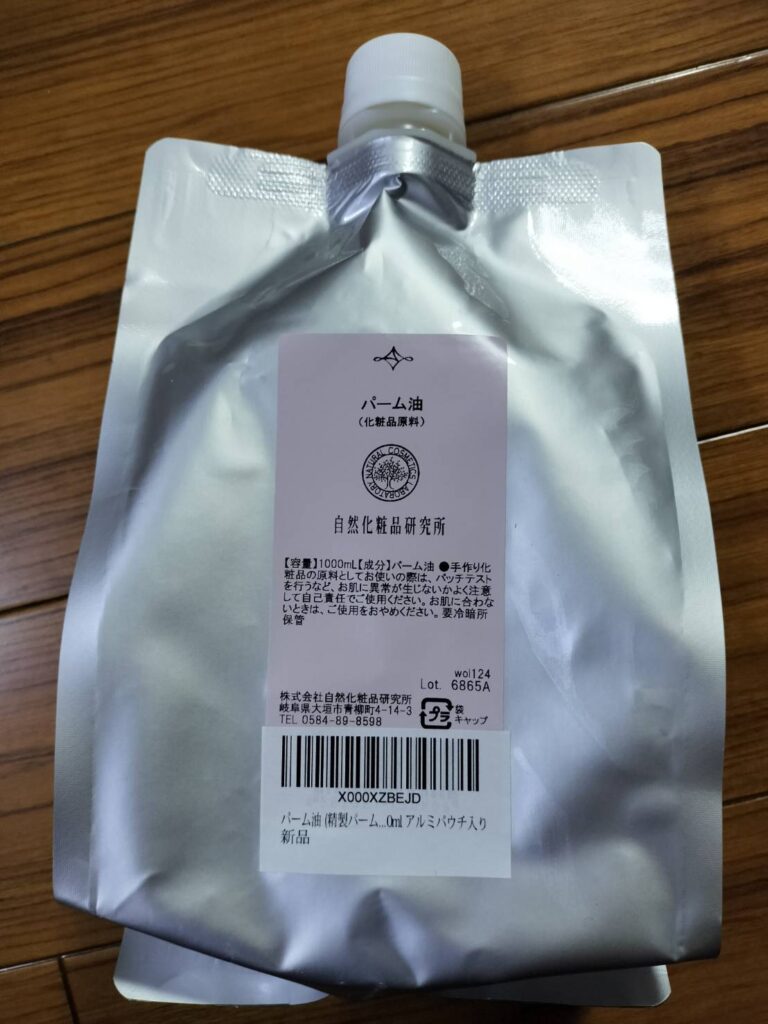 パーム油
(化粧品原料)
NATURAL COSMETICS LABORATORY
自然化粧品研究所
【容量】1000mL【成分】パーム油 ●手作り化
粧品の原料としてお使いの際は、パッチテスト
を行うなど、お肌に異常が生じないかよく注意
して自己責任でご使用ください。お肌に合わな
いときは、ご使用をおやめください。要冷暗所
保管
wol124
Lot. 6865A
株式会社自然化粧品研究所
岐阜県大垣市青柳町4-14-3
TEL 0584-89-8598
プラ
袋
キャップ
X000XZBEJD
パーム油 (精製パーム...0ml アルミパウチ入り
新品